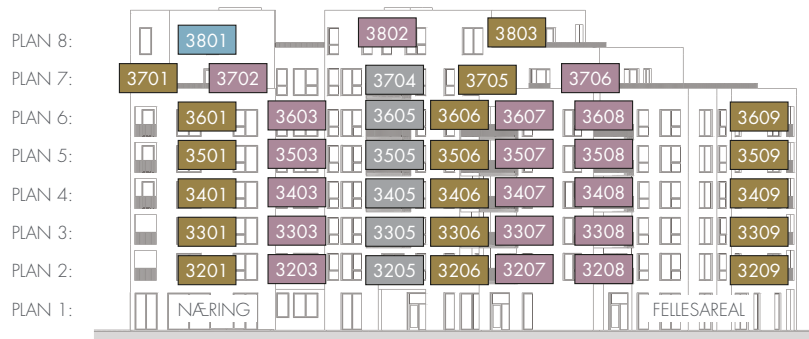 PLAN 8: 3801 3802 3803
PLAN 7: 3701 3702 3704 3705 3706
PLAN 6: 3601 3603 3605 3606 3607 3608 3609
PLAN 5: 3501 3503 3505 3506 3507 3508 3509
PLAN 4: 3401 3403 3405 3406 3407 3408 3409
PLAN 3: 3301 3303 3305 3306 3307 3308 3309
PLAN 2: 3201 3203 3205 3206 3207 3208 3209
PLAN 1: NÆRING FELLESAREAL